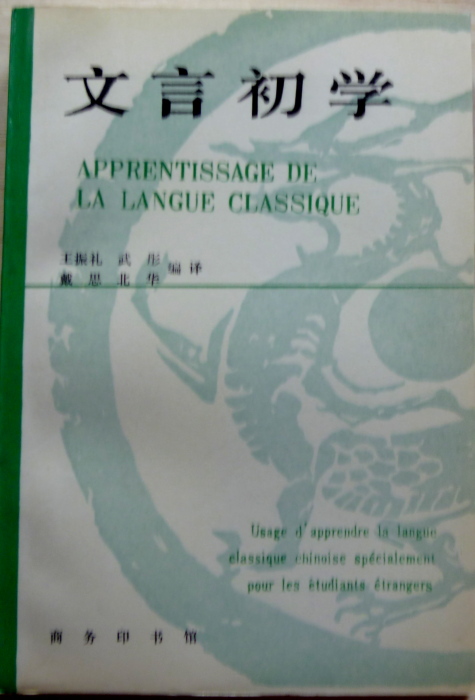 文言初学
APPRENTISSAGE DE
LA LANGUE CLASSIQUE
王振礼 武彤
戴思北华 编译
Usage d'apprendre la langue
classique chinoise spécialement
pour les ètudiants étrangers
商务印书馆